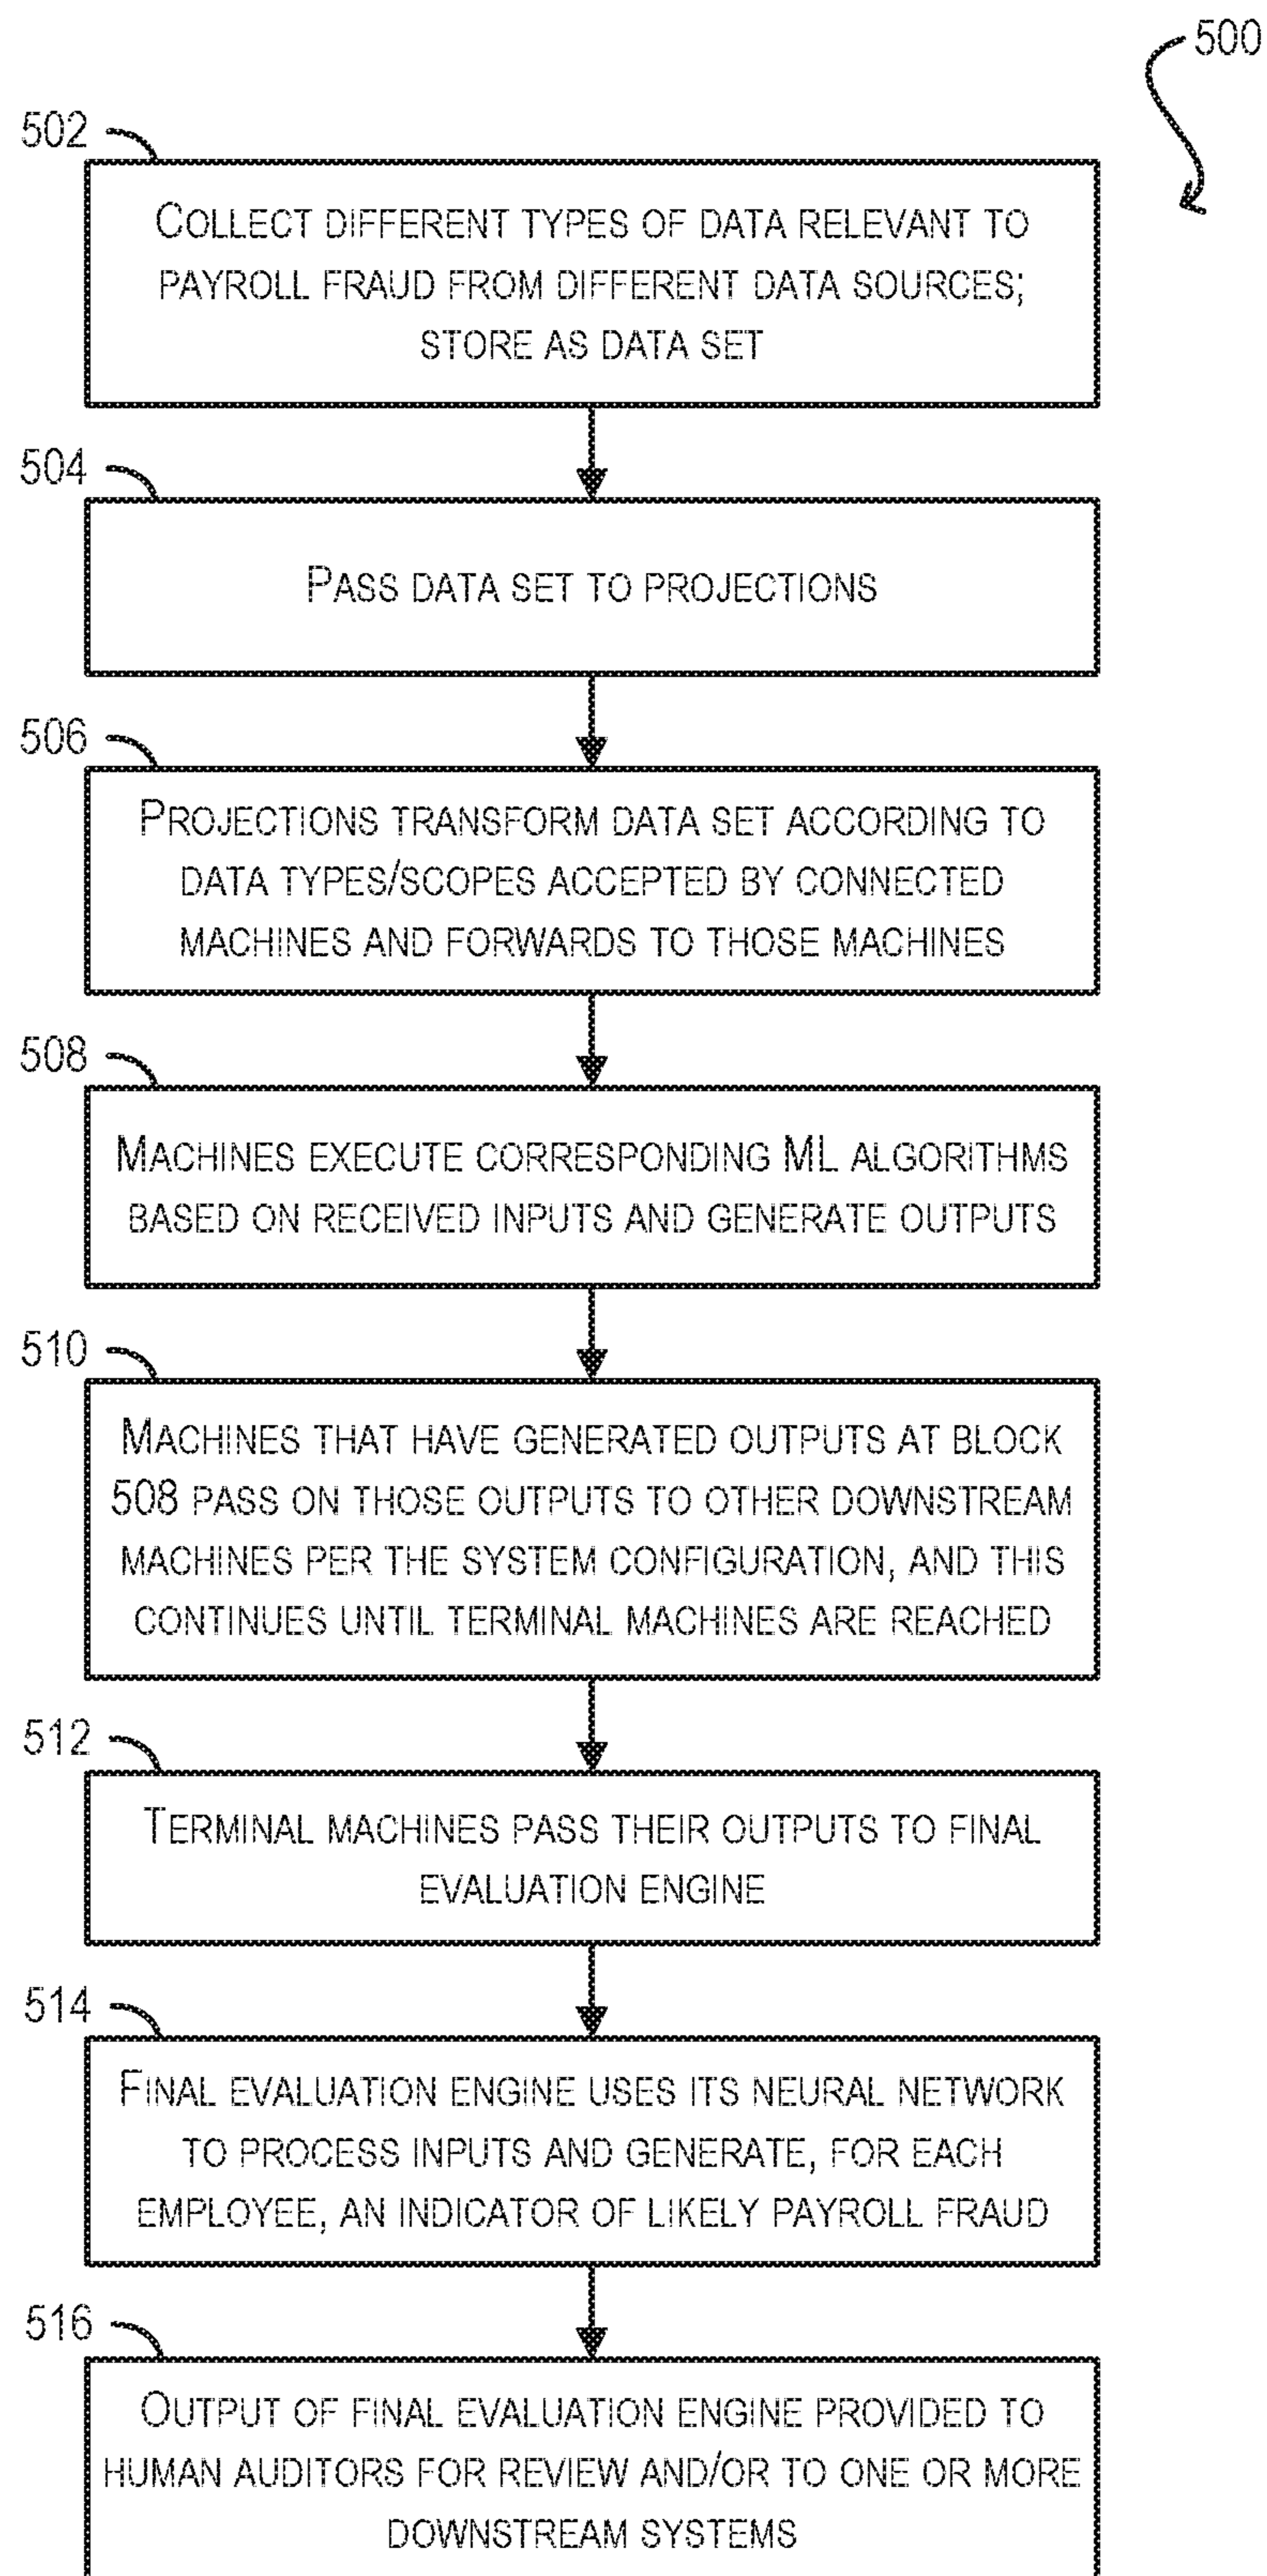 500
502
COLLECT DIFFERENT TYPES OF DATA RELEVANT TO
PAYROLL FRAUD FROM DIFFERENT DATA SOURCES;
STORE AS DATA SET
504
PASS DATA SET TO PROJECTIONS
506
PROJECTIONS TRANSFORM DATA SET ACCORDING TO
DATA TYPES/SCOPES ACCEPTED BY CONNECTED
MACHINES AND FORWARDS TO THOSE MACHINES
508
MACHINES EXECUTE CORRESPONDING ML ALGORITHMS
BASED ON RECEIVED INPUTS AND GENERATE OUTPUTS
510
MACHINES THAT HAVE GENERATED OUTPUTS AT BLOCK
508 PASS ON THOSE OUTPUTS TO OTHER DOWNSTREAM
MACHINES PER THE SYSTEM CONFIGURATION, AND THIS
CONTINUES UNTIL TERMINAL MACHINES ARE REACHED
512
TERMINAL MACHINES PASS THEIR OUTPUTS TO FINAL
EVALUATION ENGINE
514
FINAL EVALUATION ENGINE USES ITS NEURAL NETWORK
TO PROCESS INPUTS AND GENERATE, FOR EACH
EMPLOYEE, AN INDICATOR OF LIKELY PAYROLL FRAUD
516
OUTPUT OF FINAL EVALUATION ENGINE PROVIDED TO
HUMAN AUDITORS FOR REVIEW AND/OR TO ONE OR MORE
DOWNSTREAM SYSTEMS